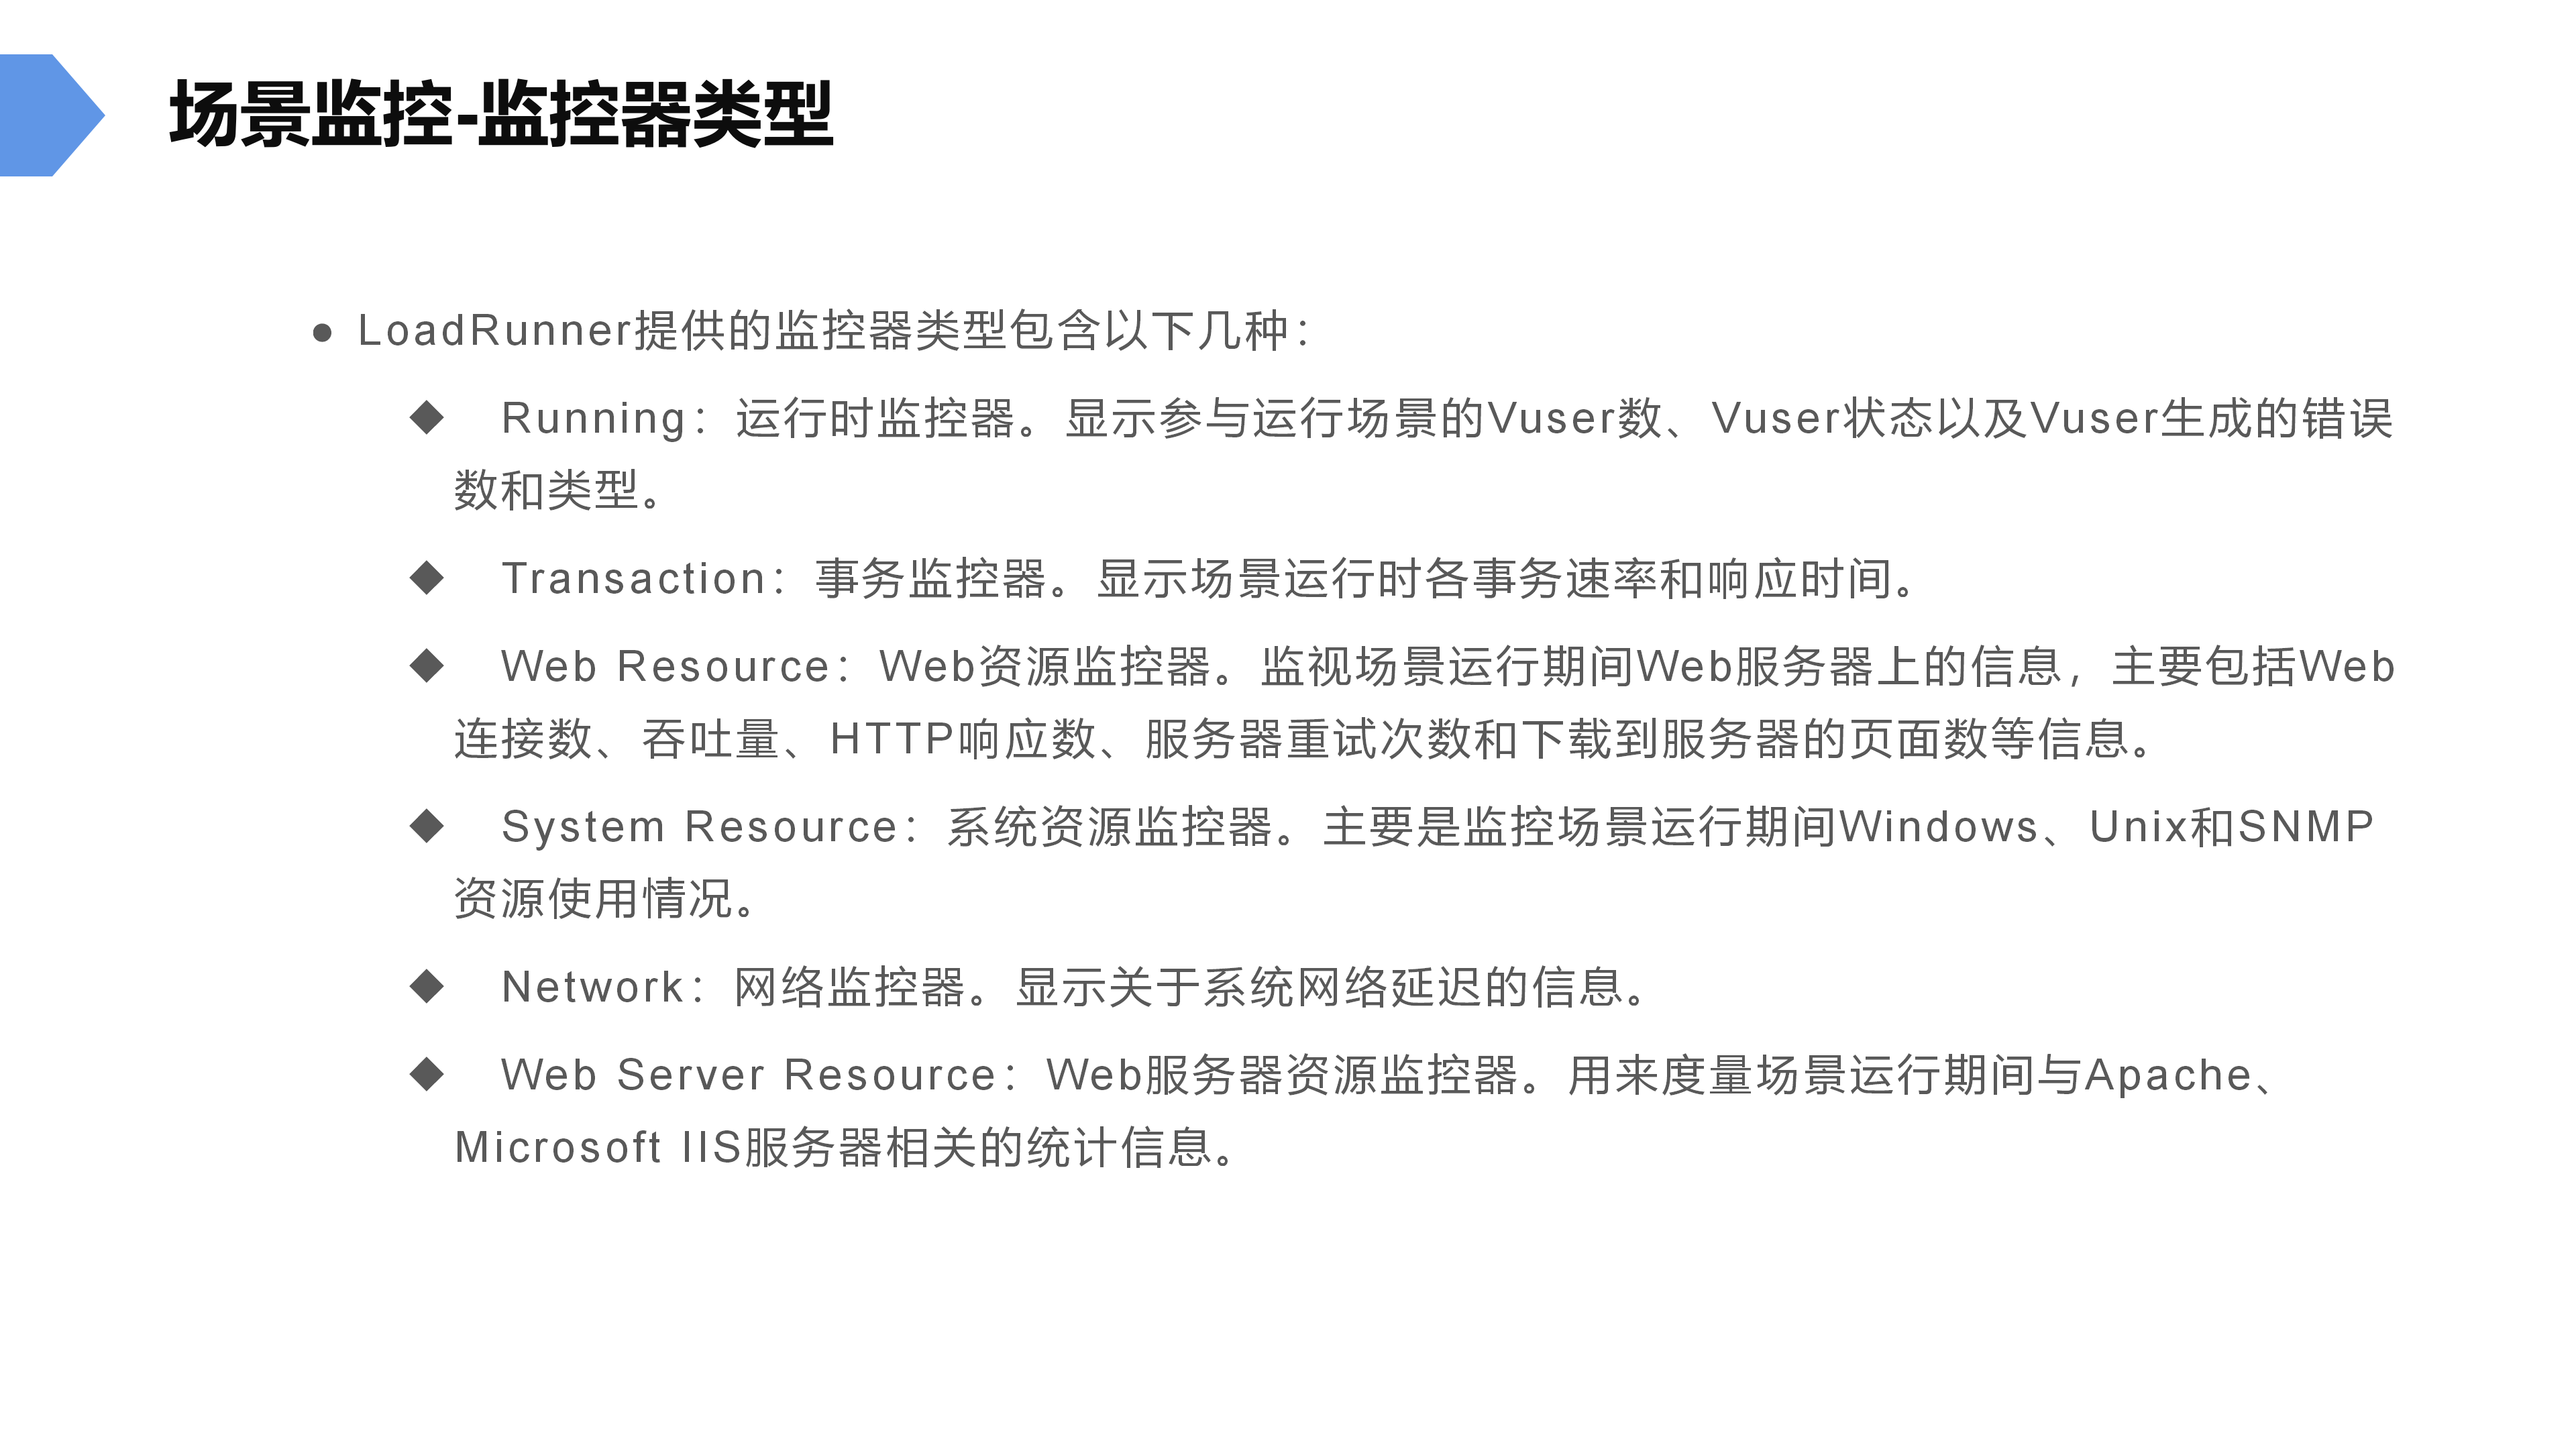 场景监控-监控器类型
● LoadRunner提供的监控器类型包含以下几种：
◆ Running：运行时监控器。显示参与运行场景的Vuser数、Vuser状态以及Vuser生成的错误
数和类型。
◆ Transaction：事务监控器。显示场景运行时各事务速率和响应时间。
◆ Web Resource：Web资源监控器。监视场景运行期间Web服务器上的信息，主要包括Web
连接数、吞吐量、HTTP响应数、服务器重试次数和下载到服务器的页面数等信息。
◆ System Resource：系统资源监控器。主要是监控场景运行期间Windows、Unix和SNMP
资源使用情况。
◆ Network：网络监控器。显示关于系统网络延迟的信息。
◆ Web Server Resource：Web服务器资源监控器。用来度量场景运行期间与Apache、
Microsoft IIS服务器相关的统计信息。